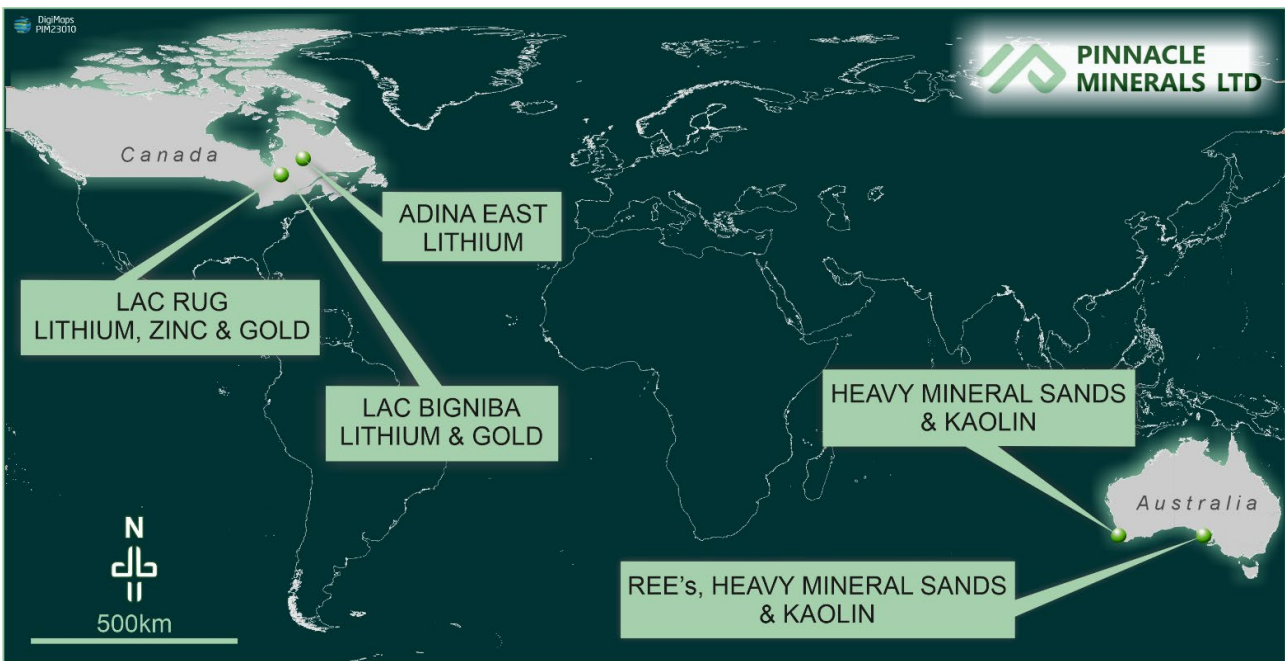 DigiMaps
PIM23010
PINNACLE
MINERALS LTD
Canada
ADINA EAST
LITHIUM
LAC RUG
LITHIUM, ZINC & GOLD
LAC BIGNIBA
LITHIUM & GOLD
HEAVY MINERAL SANDS
& KAOLIN
Australia
REE's, HEAVY MINERAL SANDS
& KAOLIN
N
500km